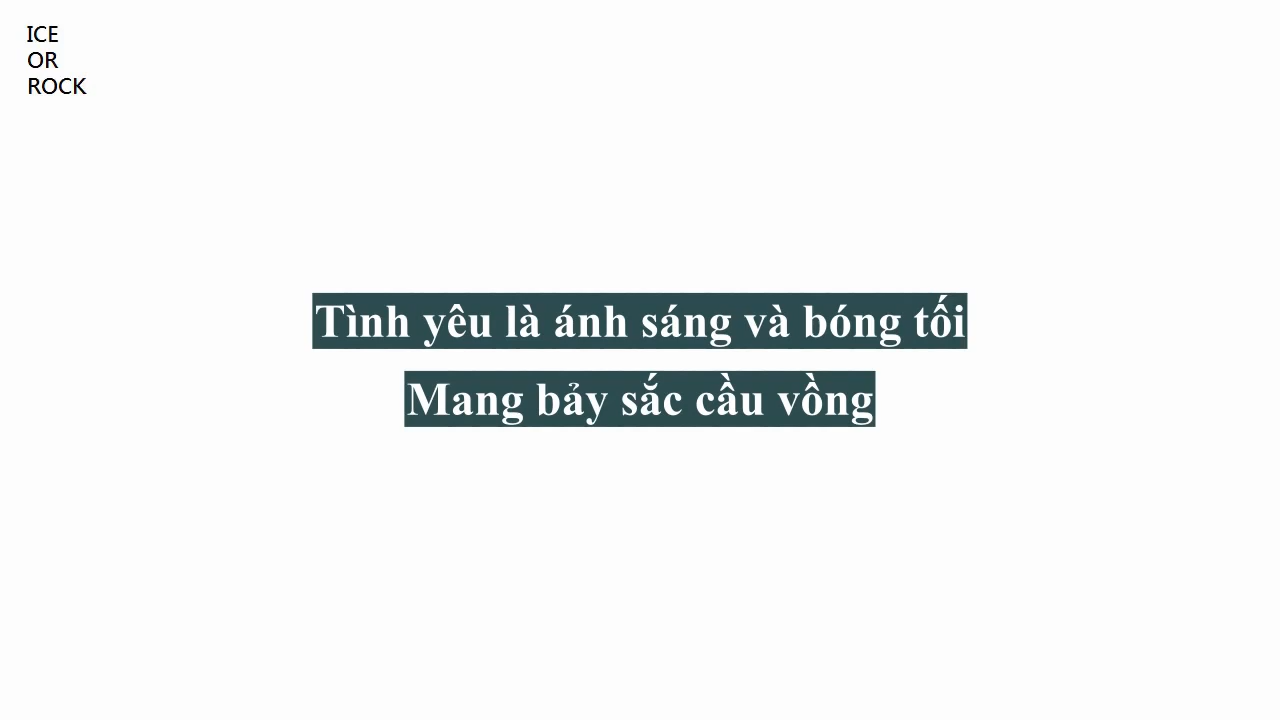 ICE
OR
ROCK
Tình yêu là ánh sáng và bóng tối
Mang bảy sắc cầu vồng